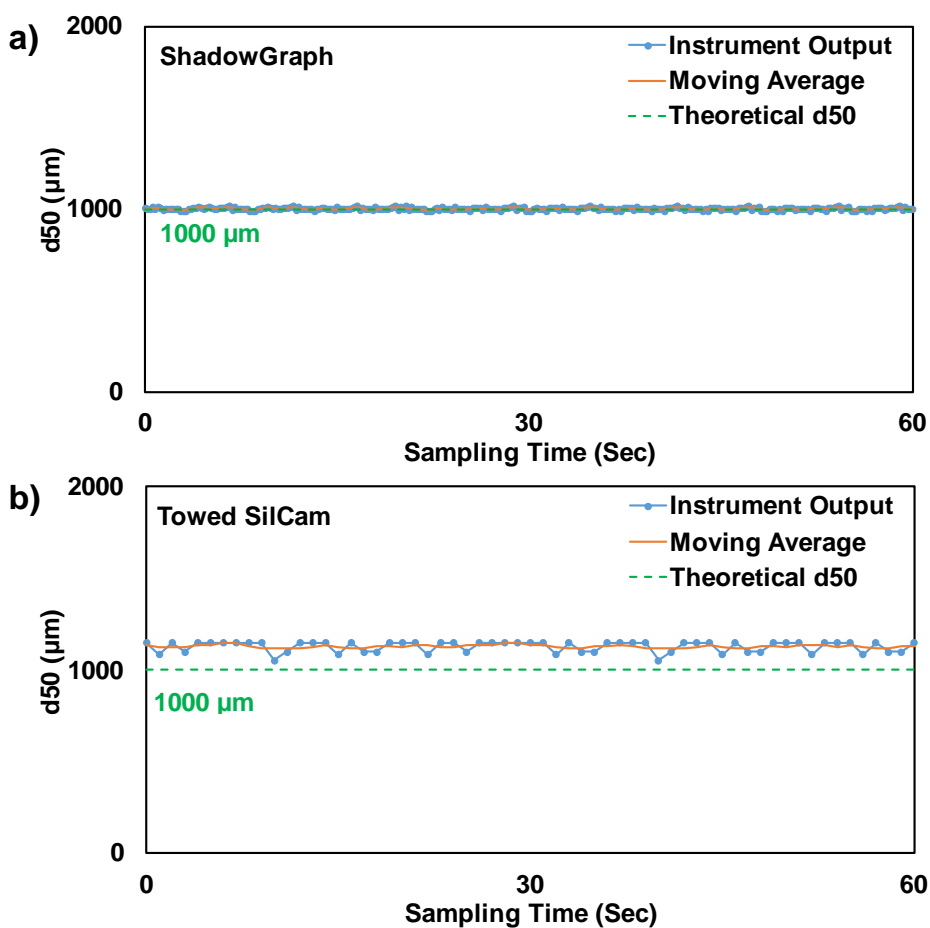 a)
2000
ShadowGraph
Instrument Output
Moving Average
Theoretical d50
d50 (µm)
1000
1000 µm
0
0
30
60
Sampling Time (Sec)
b)
2000
Towed SilCam
Instrument Output
Moving Average
Theoretical d50
d50 (µm)
1000
1000 µm
0
0
30
60
Sampling Time (Sec)